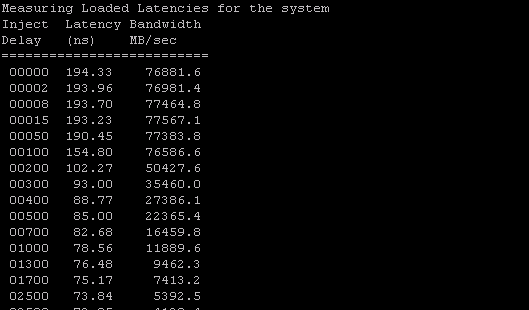 Measuring Loaded Latencies for the system
Inject  Latency Bandwidth
Delay   (ns)    MB/sec
==========================
 00000  194.33    76881.6
 00002  193.96    76981.4
 00008  193.70    77464.8
 00015  193.23    77567.1
 00050  190.45    77383.8
 00100  154.80    76586.6
 00200  102.27    50427.6
 00300   93.00    35460.0
 00400   88.77    27386.1
 00500   85.00    22365.4
 00700   82.68    16459.8
 01000   78.56    11889.6
 01300   76.48     9462.3
 01700   75.17     7413.2
 02500   73.84     5392.5